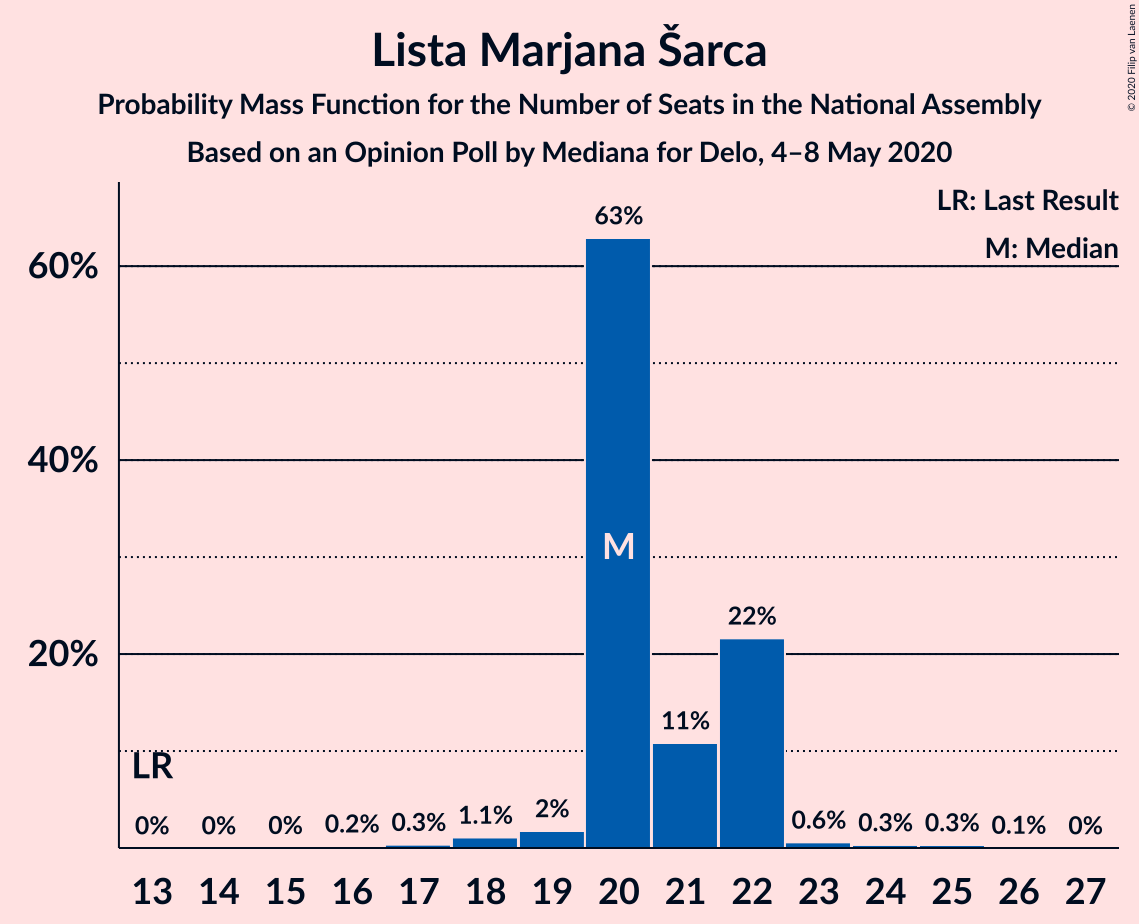 Lista Marjana Šarca
Probability Mass Function for the Number of Seats in the National Assembly
Based on an Opinion Poll by Mediana for Delo, 4–8 May 2020
© 2020 Filip van Laenen
LR: Last Result
M: Median
60%
40%
20%
63%
M
22%
11%
LR
0% 0% 0% 0.2% 0.3% 1.1% 2% 0.6% 0.3% 0.3% 0.1% 0%
13 14 15 16 17 18 19 20 21 22 23 24 25 26 27